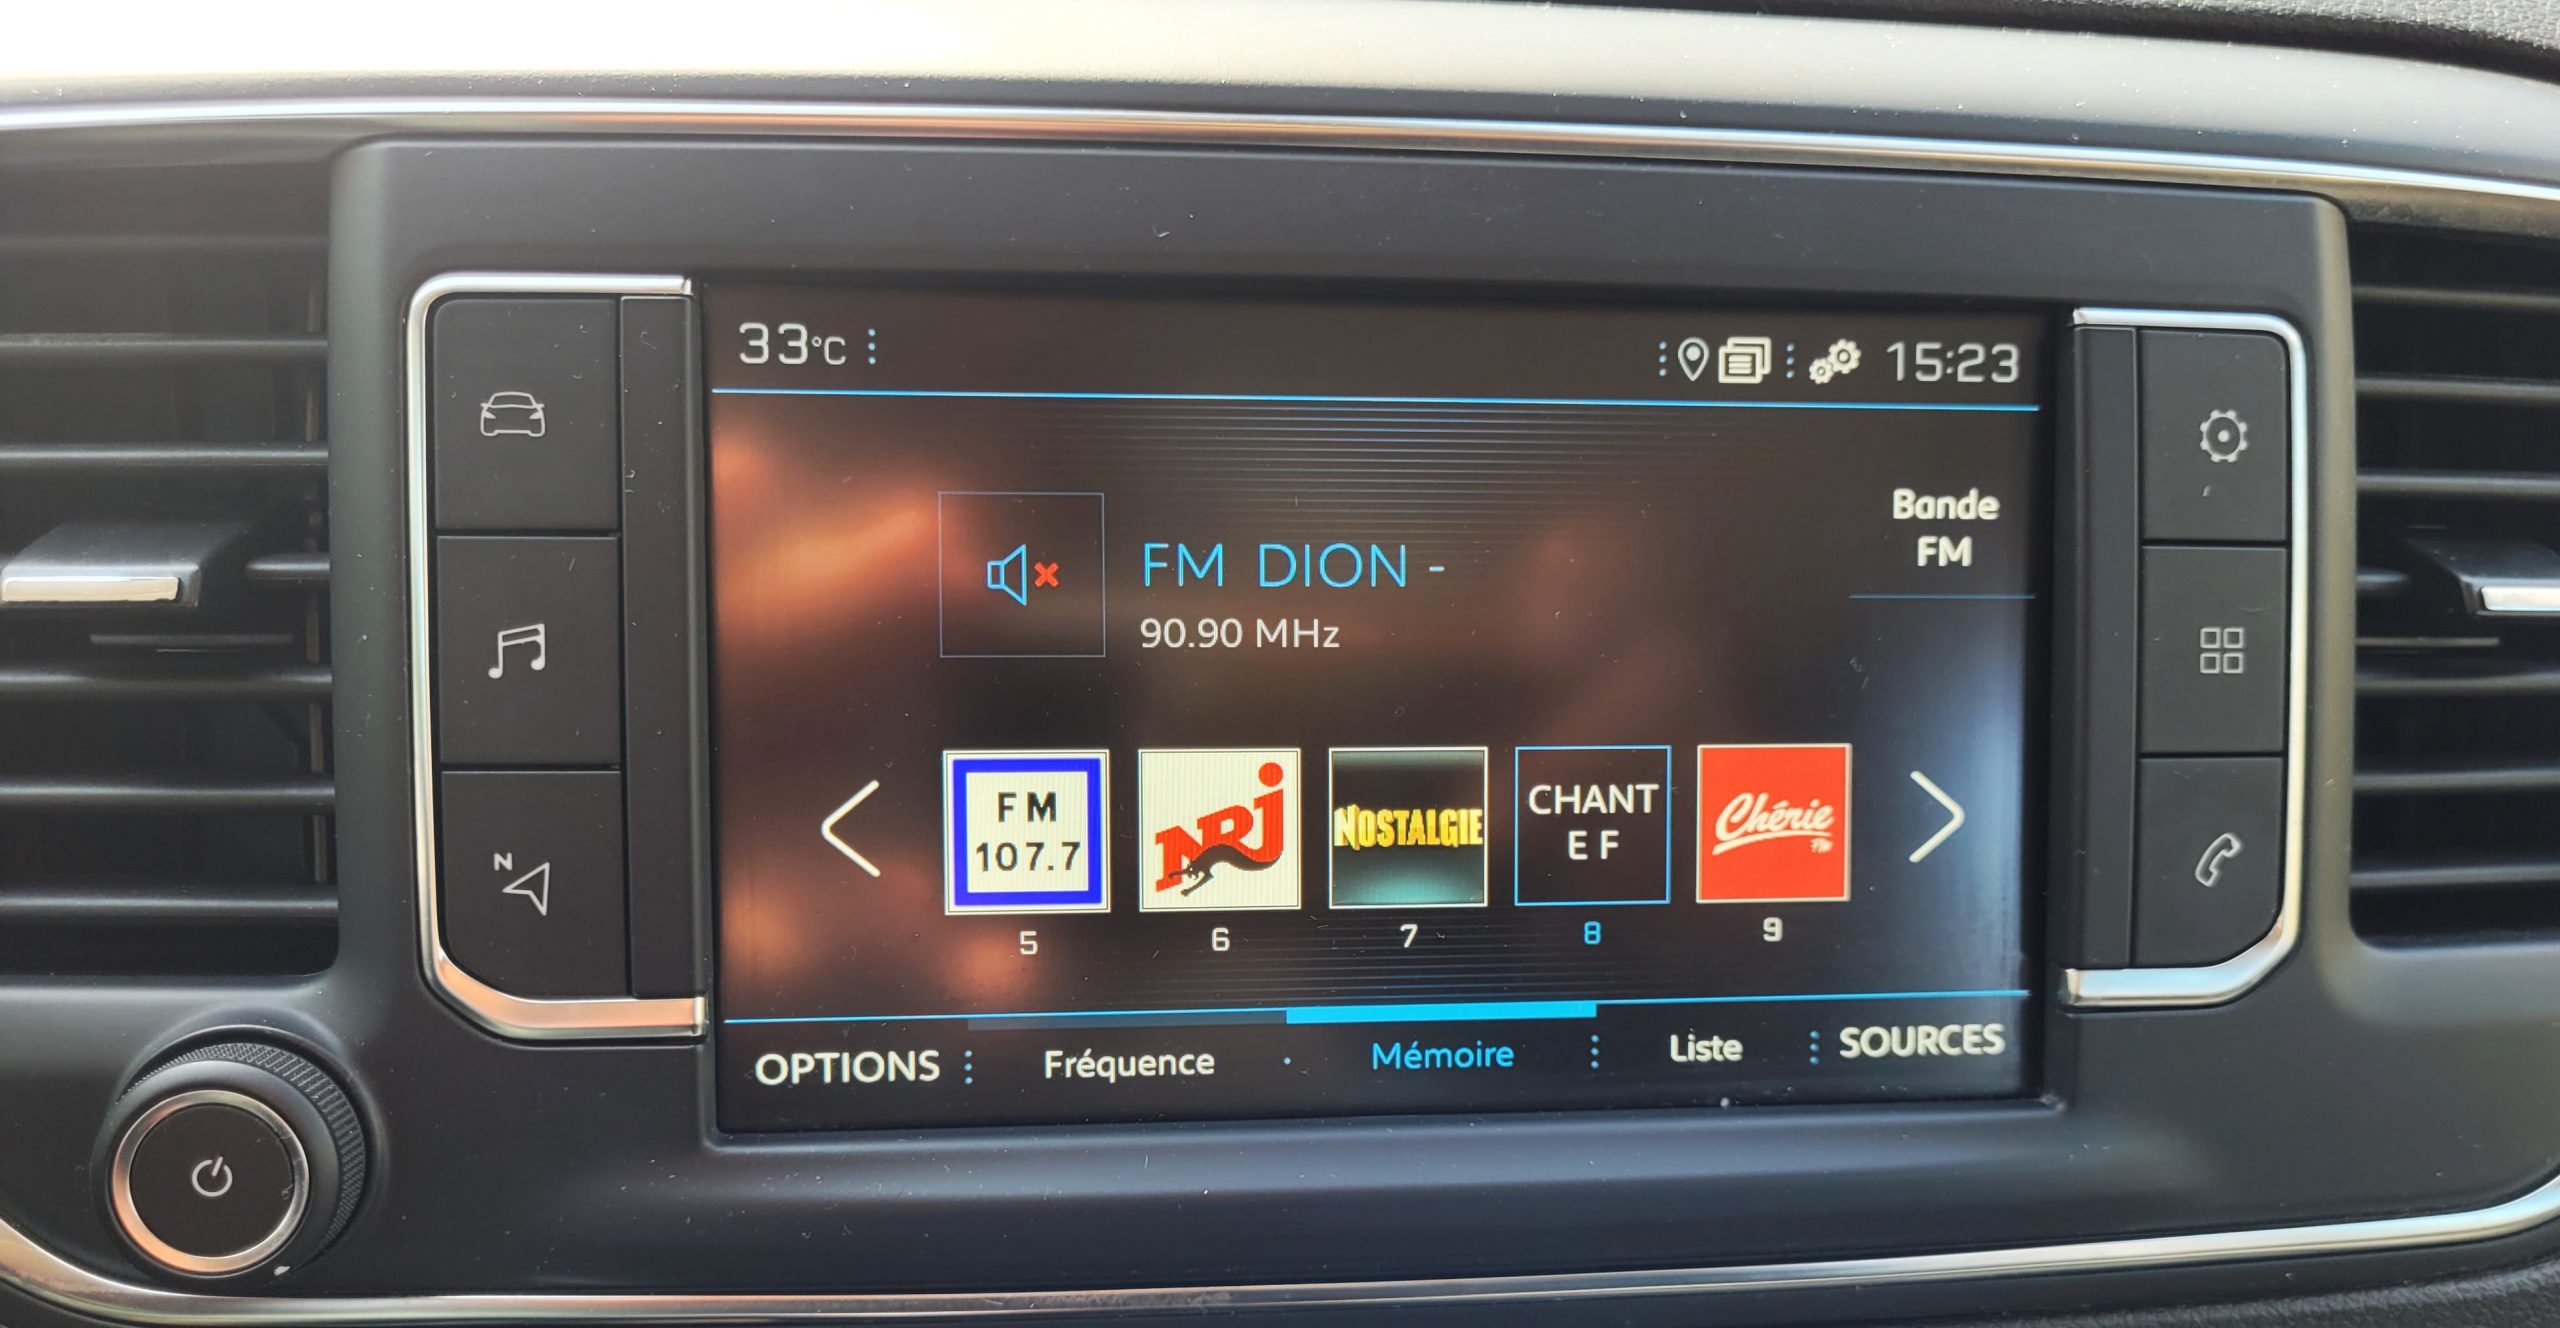 33°C
15:23
Bande
FM
FM DION -
90.90 MHz
FM
107.7
NRJ
NOSTALGIE
CHANT
E F
Chérie
FM
5
6
7
8
9
OPTIONS
Fréquence
Mémoire
Liste
SOURCES
N